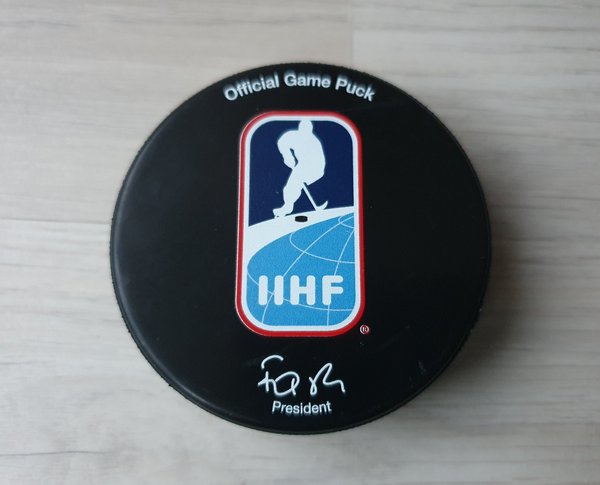 Official Game Puck
IIHF
®
President